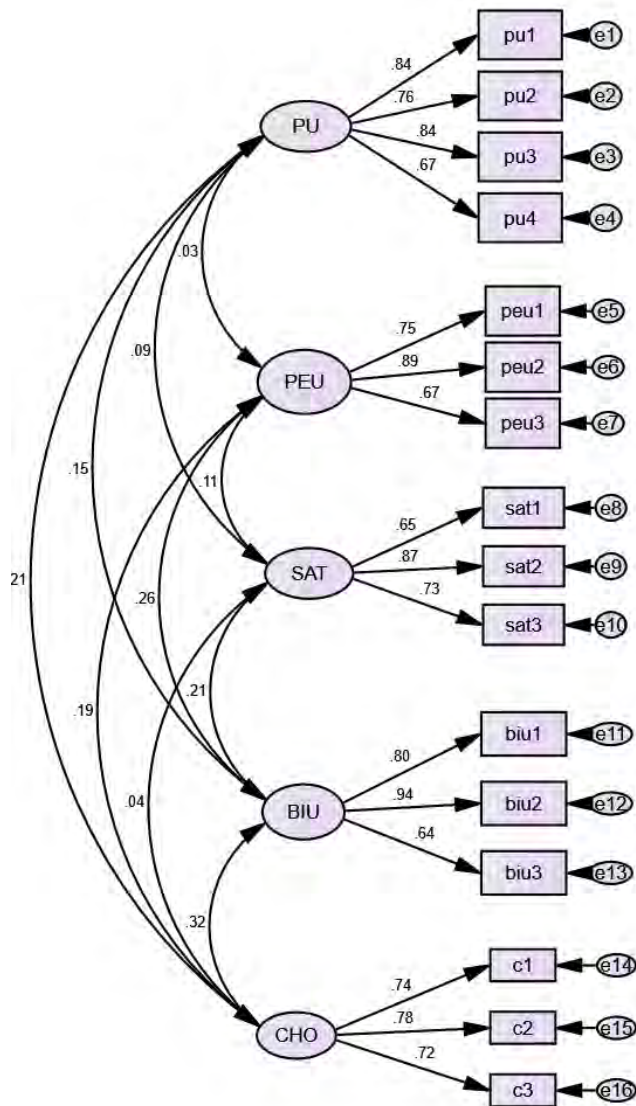 pu1 e1
.84
pu2 e2
.76
PU
.84
pu3 e3
.67
pu4 e4
.03
peu1 e5
.75
.89
peu2 e6
PEU
.67
peu3 e7
.09
.15
.11
sat1 e8
.65
.87
sat2 e9
SAT
.73
21
.26
sat3 e10
.21
.19
biu1 e11
.80
.04
.94
biu2 e12
BIU
.64
biu3 e13
.32
c1 e14
.74
.78
c2 e15
CHO
.72
c3 e16